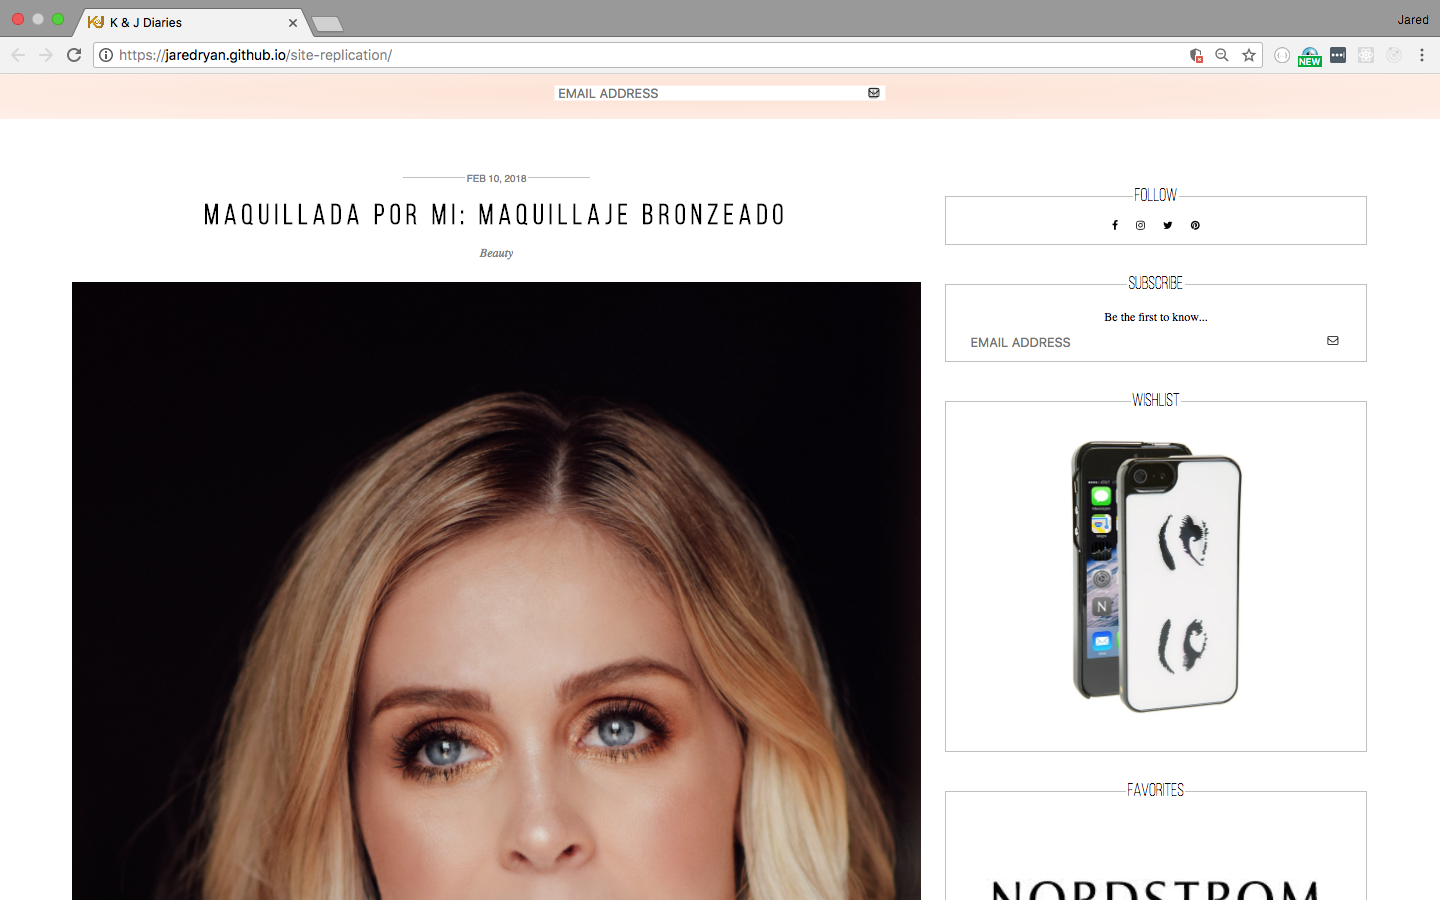 Jared
K & J Diaries
https://jaredryan.github.io/site-replication/
NEW
EMAIL ADDRESS
FEB 10, 2018
MAQUILLADA POR MI: MAQUILLAJE BRONZEADO
Beauty
FOLLOW
SUBSCRIBE
Be the first to know...
EMAIL ADDRESS
WISHLIST
N
FAVORITES
NORDSTROM